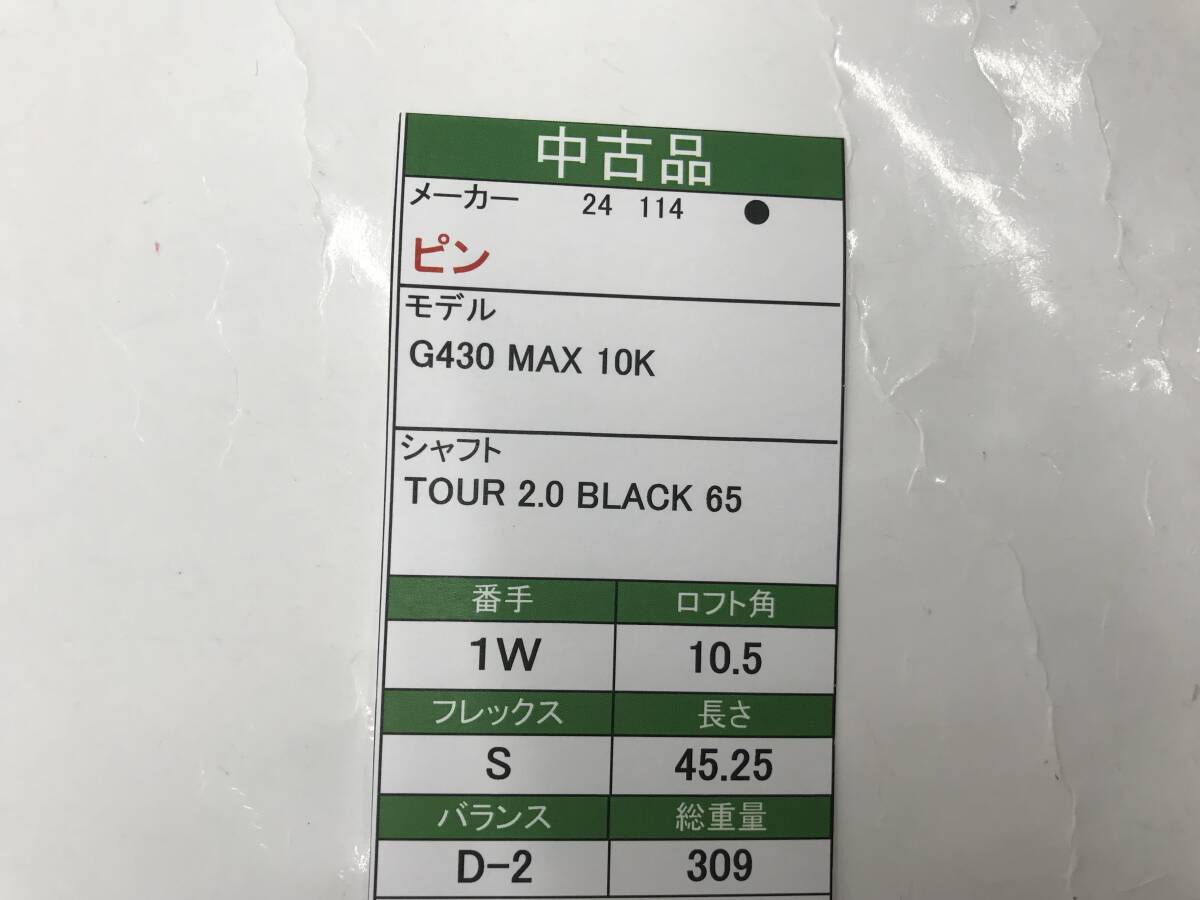 中古品
メーカー 24 114 ●
ピン
モデル
G430 MAX 10K
シャフト
TOUR 2.0 BLACK 65
番手 ロフト角
1W 10.5
フレックス 長さ
S 45.25
バランス 総重量
D-2 309